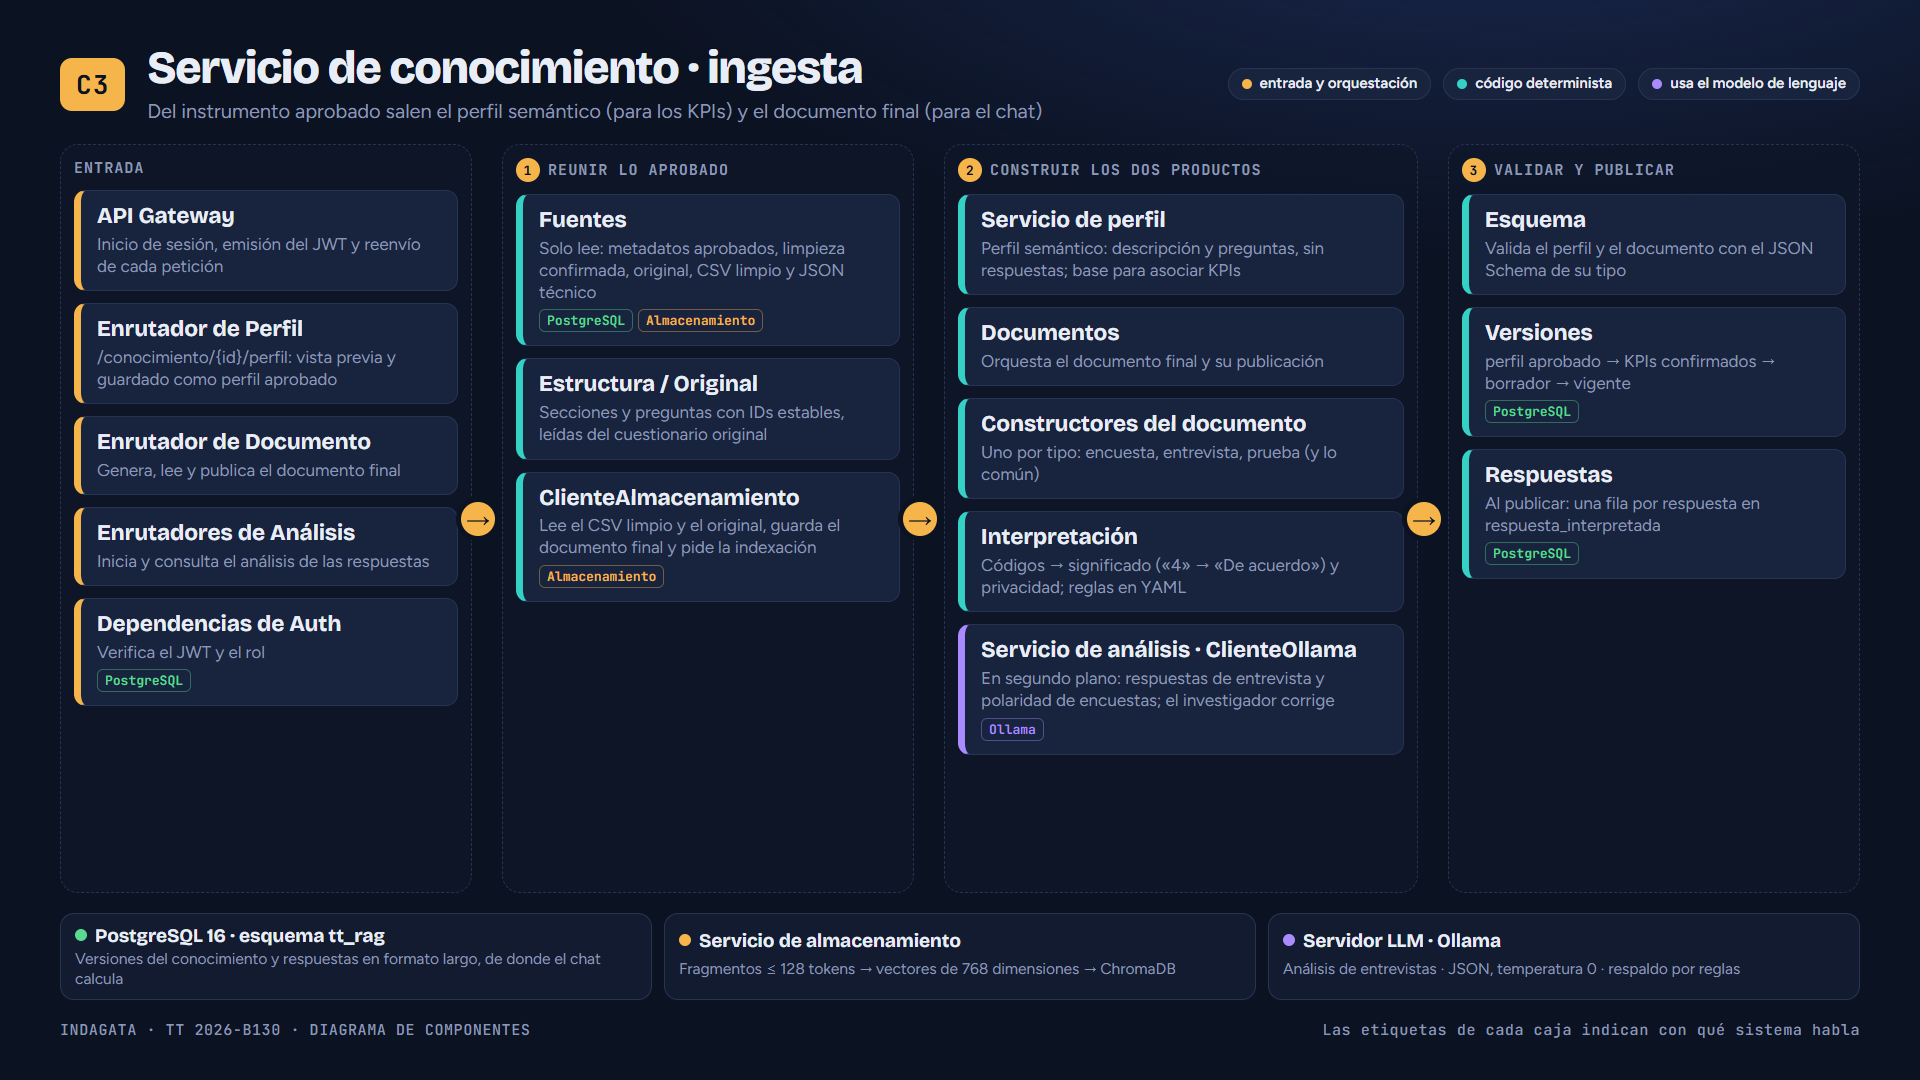 C3
Servicio de conocimiento · ingesta
Del instrumento aprobado salen el perfil semántico (para los KPIs) y el documento final (para el chat)
entrada y orquestación
código determinista
usa el modelo de lenguaje
ENTRADA
API Gateway
Inicio de sesión, emisión del JWT y reenvío
de cada petición
Enrutador de Perfil
/conocimiento/{id}/perfil: vista previa y
guardado como perfil aprobado
Enrutador de Documento
Genera, lee y publica el documento final
Enrutadores de Análisis
Inicia y consulta el análisis de las respuestas
Dependencias de Auth
Verifica el JWT y el rol
PostgreSQL
→
1 REUNIR LO APROBADO
Fuentes
Solo lee: metadatos aprobados, limpieza
confirmada, original, CSV limpio y JSON
técnico
PostgreSQL Almacenamiento
Estructura / Original
Secciones y preguntas con IDs estables,
leídas del cuestionario original
ClienteAlmacenamiento
Lee el CSV limpio y el original, guarda el
documento final y pide la indexación
Almacenamiento
→
2 CONSTRUIR LOS DOS PRODUCTOS
Servicio de perfil
Perfil semántico: descripción y preguntas, sin
respuestas; base para asociar KPIs
Documentos
Orquesta el documento final y su publicación
Constructores del documento
Uno por tipo: encuesta, entrevista, prueba (y lo
común)
Interpretación
Códigos → significado («4» → «De acuerdo») y
privacidad; reglas en YAML
Servicio de análisis · ClienteOllama
En segundo plano: respuestas de entrevista y
polaridad de encuestas; el investigador corrige
Ollama
→
3 VALIDAR Y PUBLICAR
Esquema
Valida el perfil y el documento con el JSON
Schema de su tipo
Versiones
perfil aprobado → KPIs confirmados →
borrador → vigente
PostgreSQL
Respuestas
Al publicar: una fila por respuesta en
respuesta_interpretada
PostgreSQL
PostgreSQL 16 · esquema tt_rag
Versiones del conocimiento y respuestas en formato largo, de donde el chat
calcula
Servicio de almacenamiento
Fragmentos ≤ 128 tokens → vectores de 768 dimensiones → ChromaDB
Servidor LLM · Ollama
Análisis de entrevistas · JSON, temperatura 0 · respaldo por reglas
INDAGATA · TT 2026-B130 · DIAGRAMA DE COMPONENTES
Las etiquetas de cada caja indican con qué sistema habla